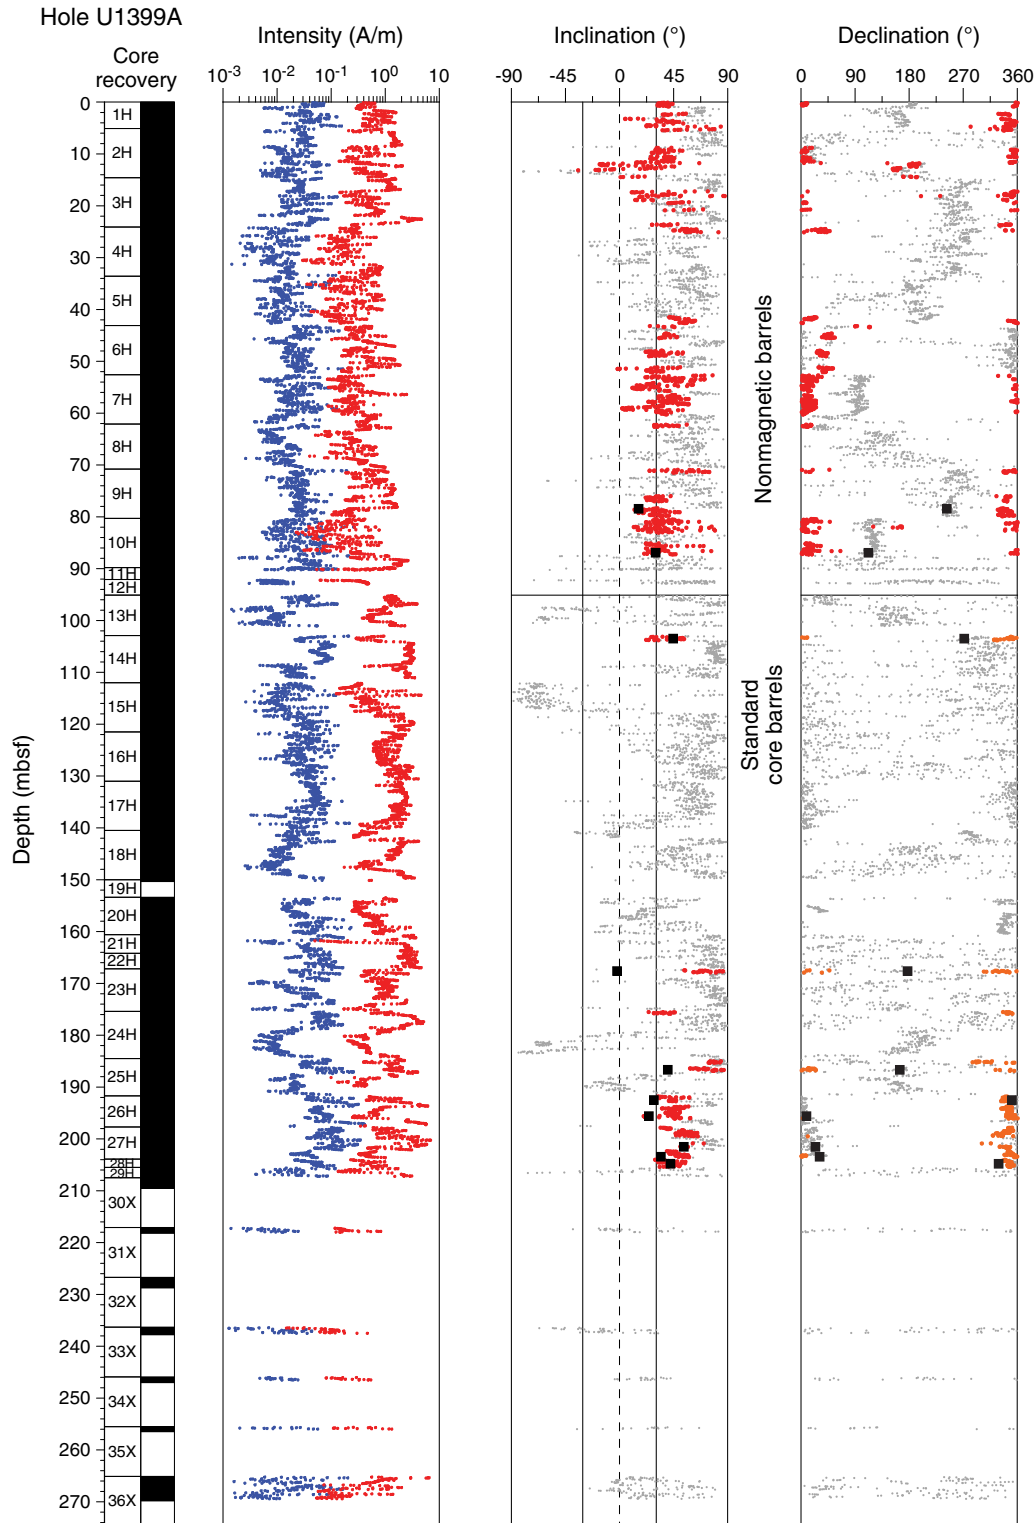 Hole U1399A
Core
recovery
Intensity (A/m)
Inclination (°)
Declination (°)
10-3 10-2 10-1 100 10
-90 -45 0 45 90
0 90 180 270 360
0
10
20
30
40
50
60
70
80
90
100
110
120
130
140
150
160
170
180
190
200
210
220
230
240
250
260
270
Depth (mbsf)
1H
2H
3H
4H
5H
6H
7H
8H
9H
10H
11H
12H
13H
14H
15H
16H
17H
18H
19H
20H
21H
22H
23H
24H
25H
26H
27H
28H
29H
30X
31X
32X
33X
34X
35X
36X
Nonmagnetic barrels
Standard
core barrels